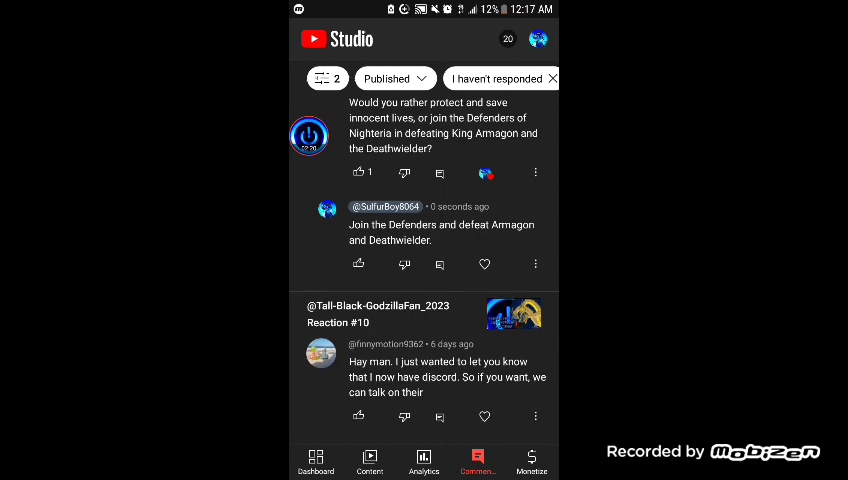 12% 12:17 AM
Studio
20
2
Published
I haven't responded
Would you rather protect and save
innocent lives, or join the Defenders of
Nighteria in defeating King Armagon and
the Deathwielder?
02:20
1
@SulfurBoy8064 • 0 seconds ago
Join the Defenders and defeat Armagon
and Deathwielder.
@Tall-Black-GodzillaFan_2023
Reaction #10
@finnymotion9362 • 6 days ago
Hay man. I just wanted to let you know
that I now have discord. So if you want, we
can talk on their
Dashboard
Content
Analytics
Commen...
Monetize
Recorded by mobizen